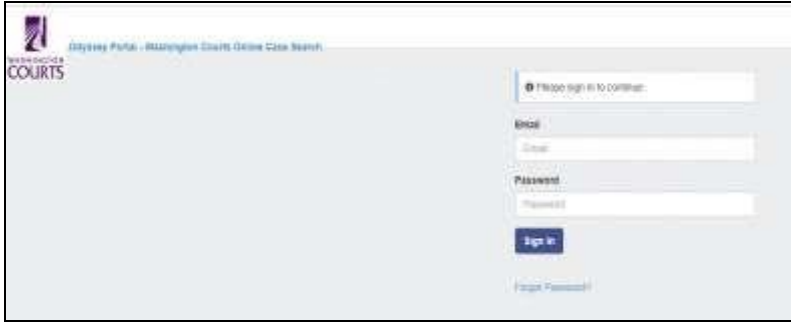 WASHINGTON
COURTS
Odyssey Portal - Washington Courts Online Case Search
Please sign in to continue.
Email
Email
Password
Password
Sign In
Forgot Password?